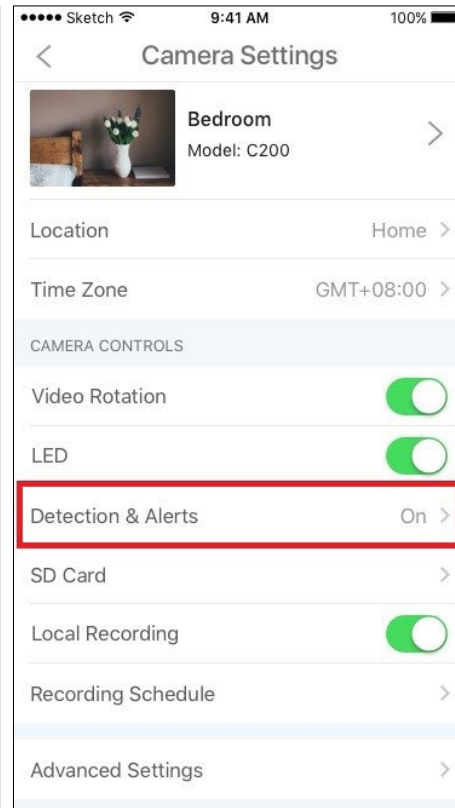 Sketch 9:41 AM 100%
Camera Settings
Bedroom
Model: C200
Location Home
Time Zone GMT+08:00
CAMERA CONTROLS
Video Rotation
LED
Detection & Alerts On
SD Card
Local Recording
Recording Schedule
Advanced Settings